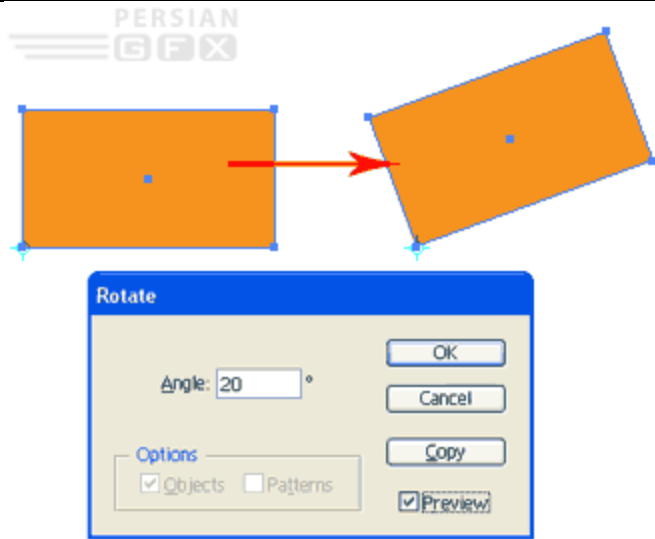 PERSIAN
GFX
Rotate
OK
Angle: 20 °
Cancel
Options
Copy
Objects Patterns
Preview